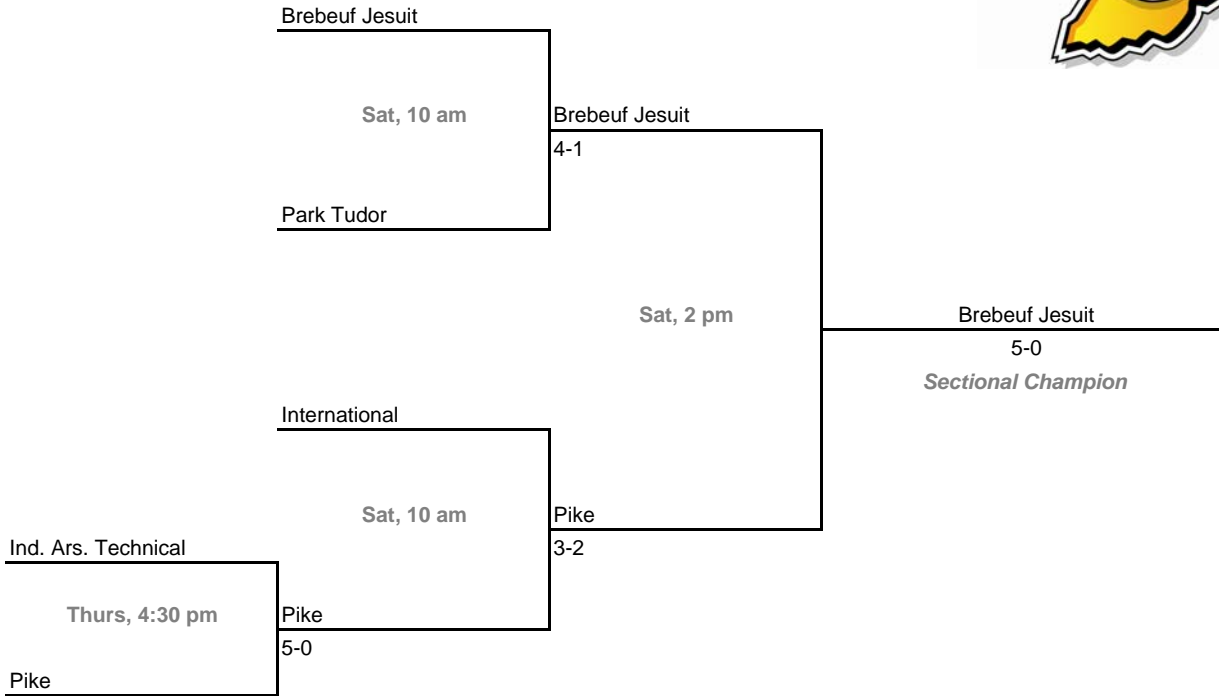 Brebeuf Jesuit
Sat, 10 am
Brebeuf Jesuit
4-1
Park Tudor
Sat, 2 pm
Brebeuf Jesuit
5-0
Sectional Champion
International
Sat, 10 am
Pike
3-2
Ind. Ars. Technical
Thurs, 4:30 pm
Pike
5-0
Pike